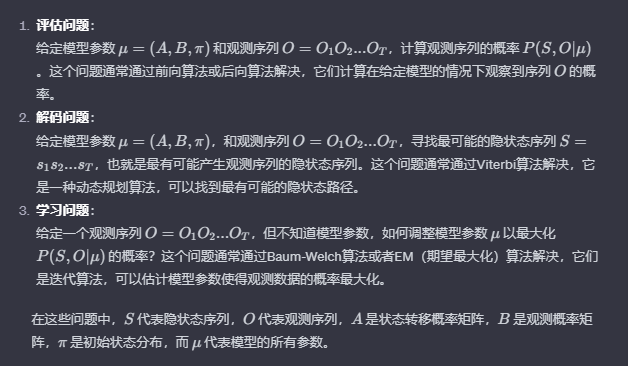 1. 评估问题：
给定模型参数 μ = (A, B, π) 和观测序列 O = O₁O₂...O_T，计算观测序列的概率 P(S, O|μ)
。这个问题通常通过前向算法或后向算法解决，它们计算在给定模型的情况下观察到序列 O 的概
率。
2. 解码问题：
给定模型参数 μ = (A, B, π)，和观测序列 O = O₁O₂...O_T，寻找最可能的隐状态序列 S =
s₁s₂...s_T，也就是最有可能产生观测序列的隐状态序列。这个问题通常通过Viterbi算法解决，它
是一种动态规划算法，可以找到最有可能的隐状态路径。
3. 学习问题：
给定一个观测序列 O = O₁O₂...O_T，但不知道模型参数，如何调整模型参数 μ 以最大化
P(S, O|μ) 的概率？这个问题通常通过Baum-Welch算法或者EM（期望最大化）算法解决，它们
是迭代算法，可以估计模型参数使得观测数据的概率最大化。
在这些问题中，S 代表隐状态序列，O 代表观测序列，A 是状态转移概率矩阵，B 是观测概率矩
阵，π 是初始状态分布，而 μ 代表模型的所有参数。